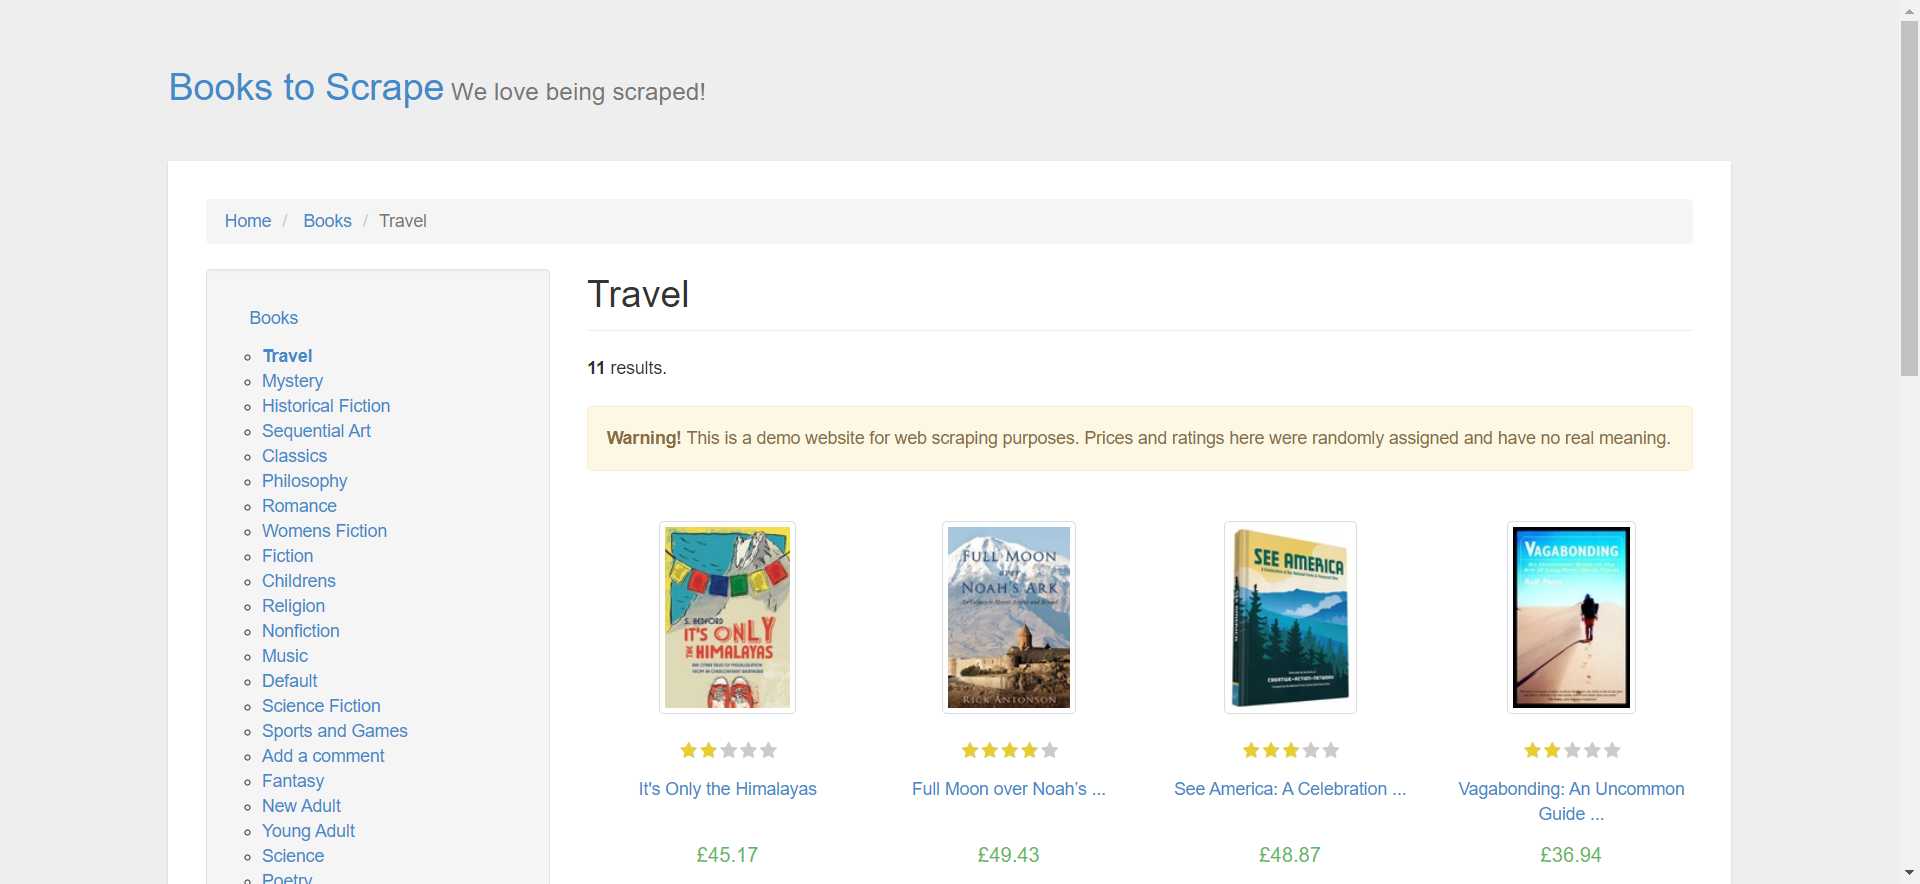 Books to Scrape We love being scraped!
Home / Books / Travel
Books
Travel
Mystery
Historical Fiction
Sequential Art
Classics
Philosophy
Romance
Womens Fiction
Fiction
Childrens
Religion
Nonfiction
Music
Default
Science Fiction
Sports and Games
Add a comment
Fantasy
New Adult
Young Adult
Science
Poetry
Travel
11 results.
Warning! This is a demo website for web scraping purposes. Prices and ratings here were randomly assigned and have no real meaning.
S. BEDFORD
IT'S ONLY
THE HIMALAYAS
It's Only the Himalayas
£45.17
FULL MOON
over
NOAH'S ARK
RICK ANTONSON
Full Moon over Noah’s ...
£49.43
SEE AMERICA
CREATIVE ACTION NETWORK
See America: A Celebration ...
£48.87
VAGABONDING
Vagabonding: An Uncommon
Guide ...
£36.94